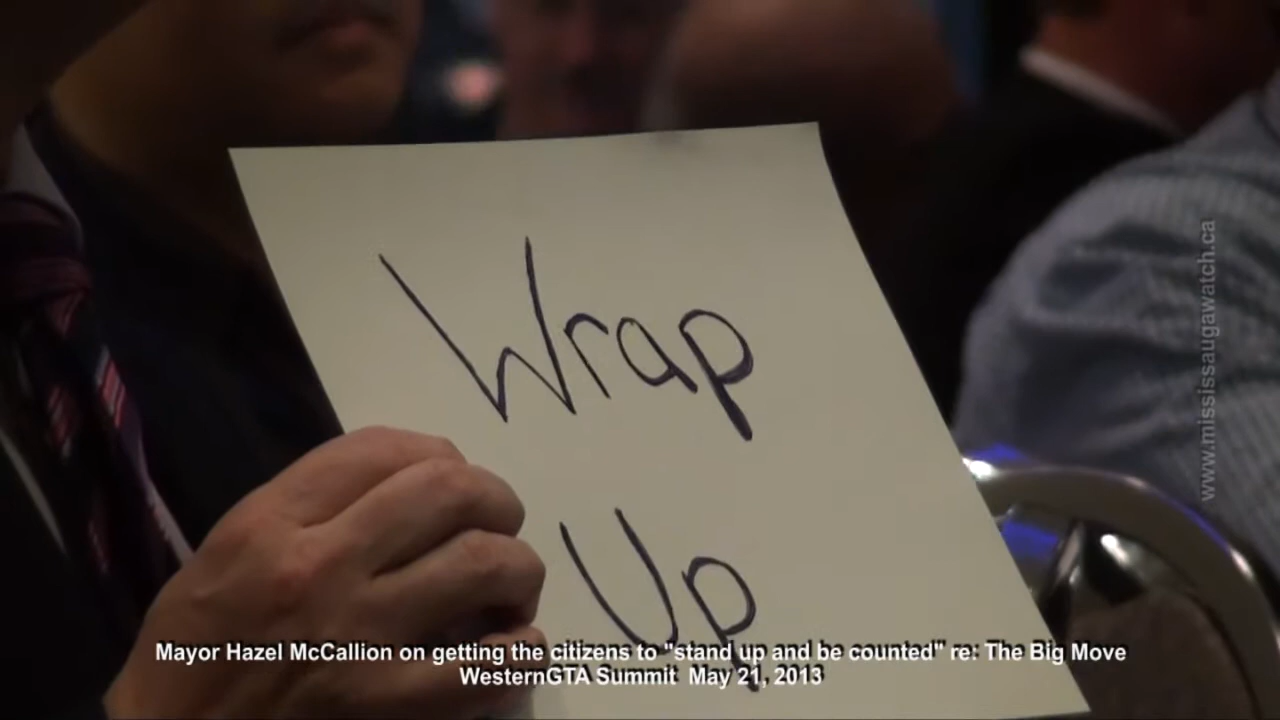 Wrap
Up
www.mississaugawatch.ca
Mayor Hazel McCallion on getting the citizens to "stand up and be counted" re: The Big Move
WesternGTA Summit May 21, 2013